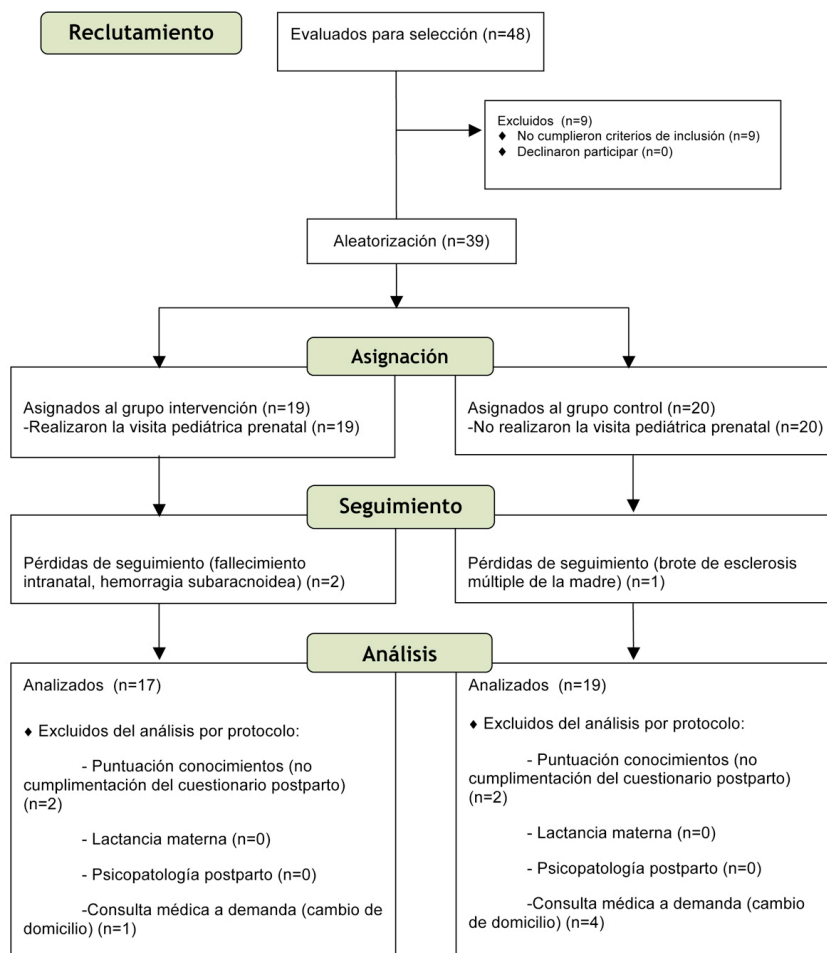 Reclutamiento
Evaluados para selección (n=48)
Excluidos (n=9)
♦ No cumplieron criterios de inclusión (n=9)
♦ Declinaron participar (n=0)
Aleatorización (n=39)
Asignación
Asignados al grupo intervención (n=19)
-Realizaron la visita pediátrica prenatal (n=19)
Asignados al grupo control (n=20)
-No realizaron la visita pediátrica prenatal (n=20)
Seguimiento
Pérdidas de seguimiento (fallecimiento
intranatal, hemorragia subaracnoidea) (n=2)
Pérdidas de seguimiento (brote de esclerosis
múltiple de la madre) (n=1)
Análisis
Analizados (n=17)
♦ Excluidos del análisis por protocolo:
- Puntuación conocimientos (no
cumplimentación del cuestionario postparto)
(n=2)
- Lactancia materna (n=0)
- Psicopatología postparto (n=0)
-Consulta médica a demanda (cambio de
domicilio) (n=1)
Analizados (n=19)
♦ Excluidos del análisis por protocolo:
- Puntuación conocimientos (no
cumplimentación del cuestionario postparto)
(n=2)
- Lactancia materna (n=0)
- Psicopatología postparto (n=0)
-Consulta médica a demanda (cambio
de domicilio) (n=4)